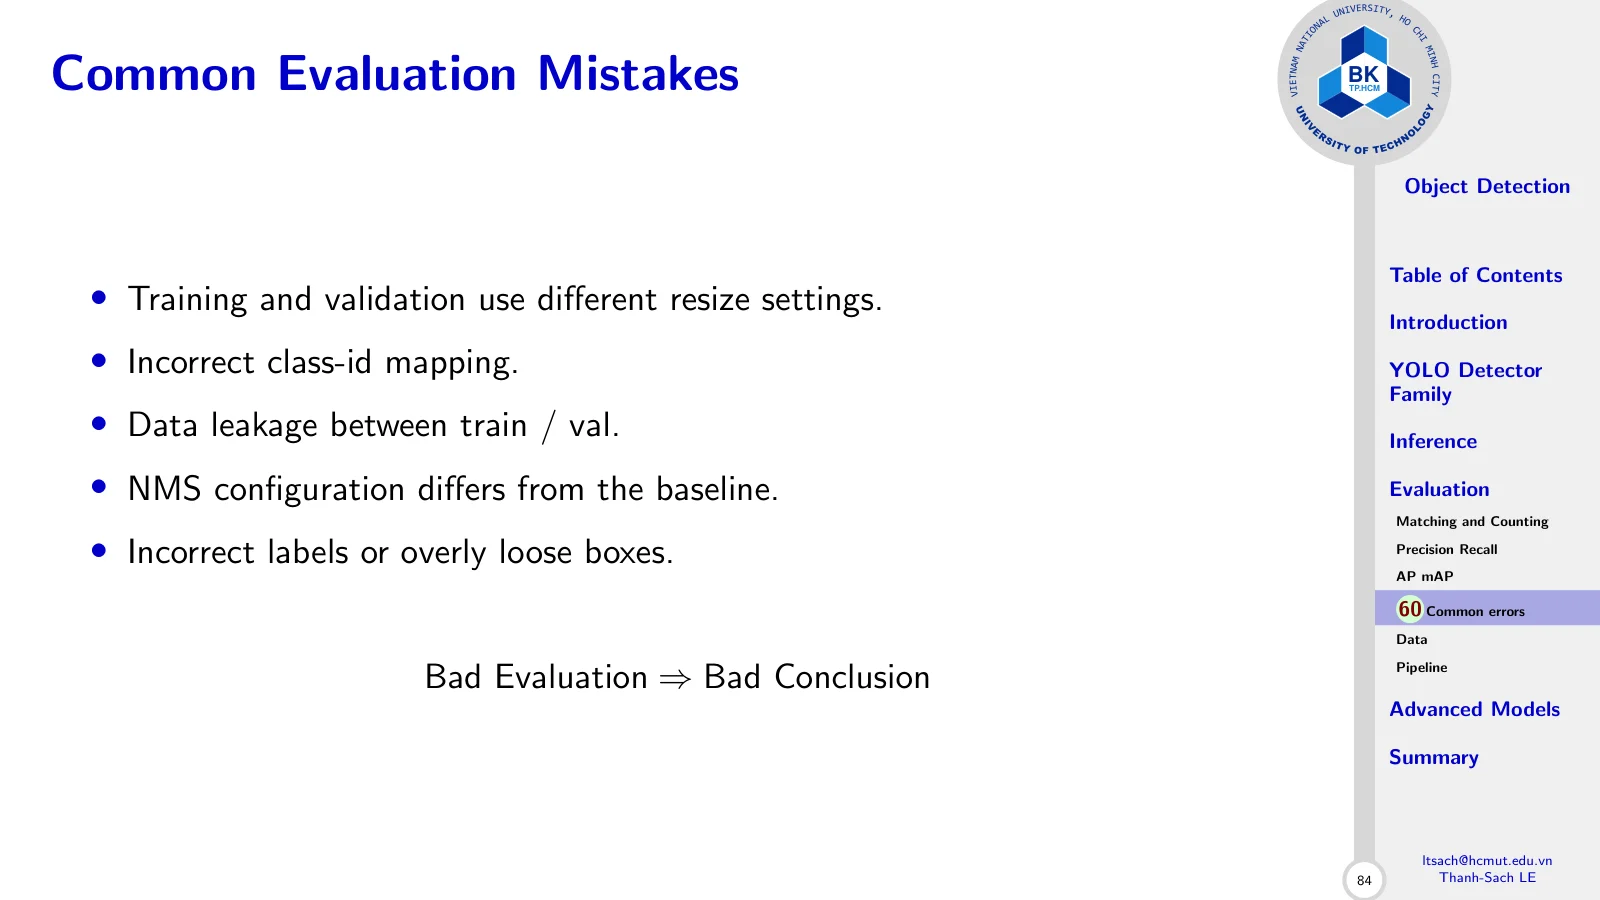 Common Evaluation Mistakes
• Training and validation use different resize settings.
• Incorrect class-id mapping.
• Data leakage between train / val.
• NMS configuration differs from the baseline.
• Incorrect labels or overly loose boxes.
Bad Evaluation ⇒ Bad Conclusion
VIETNAM NATIONAL UNIVERSITY, HO CHI MINH CITY
BK
TP.HCM
UNIVERSITY OF TECHNOLOGY
Object Detection
Table of Contents
Introduction
YOLO Detector
Family
Inference
Evaluation
Matching and Counting
Precision Recall
AP mAP
60 Common errors
Data
Pipeline
Advanced Models
Summary
ltsach@hcmut.edu.vn
Thanh-Sach LE
84